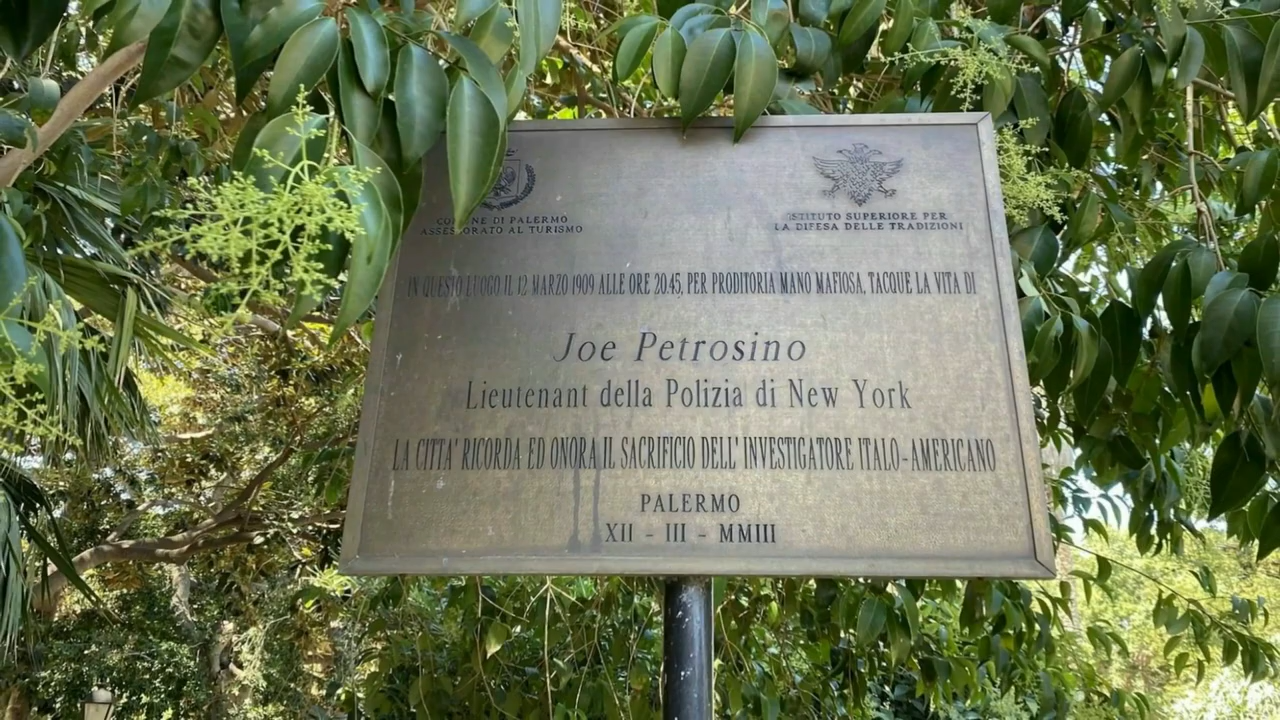 COMUNE DI PALERMO
ASSESSORATO AL TURISMO
ISTITUTO SUPERIORE PER
LA DIFESA DELLE TRADIZIONI
IN QUESTO LUOGO IL 12 MARZO 1909 ALLE ORE 20.45, PER PRODITORIA MANO MAFIOSA, TACQUE LA VITA DI
Joe Petrosino
Lieutenant della Polizia di New York
LA CITTA' RICORDA ED ONORA IL SACRIFICIO DELL'INVESTIGATORE ITALO-AMERICANO
PALERMO
XII - III - MMIII